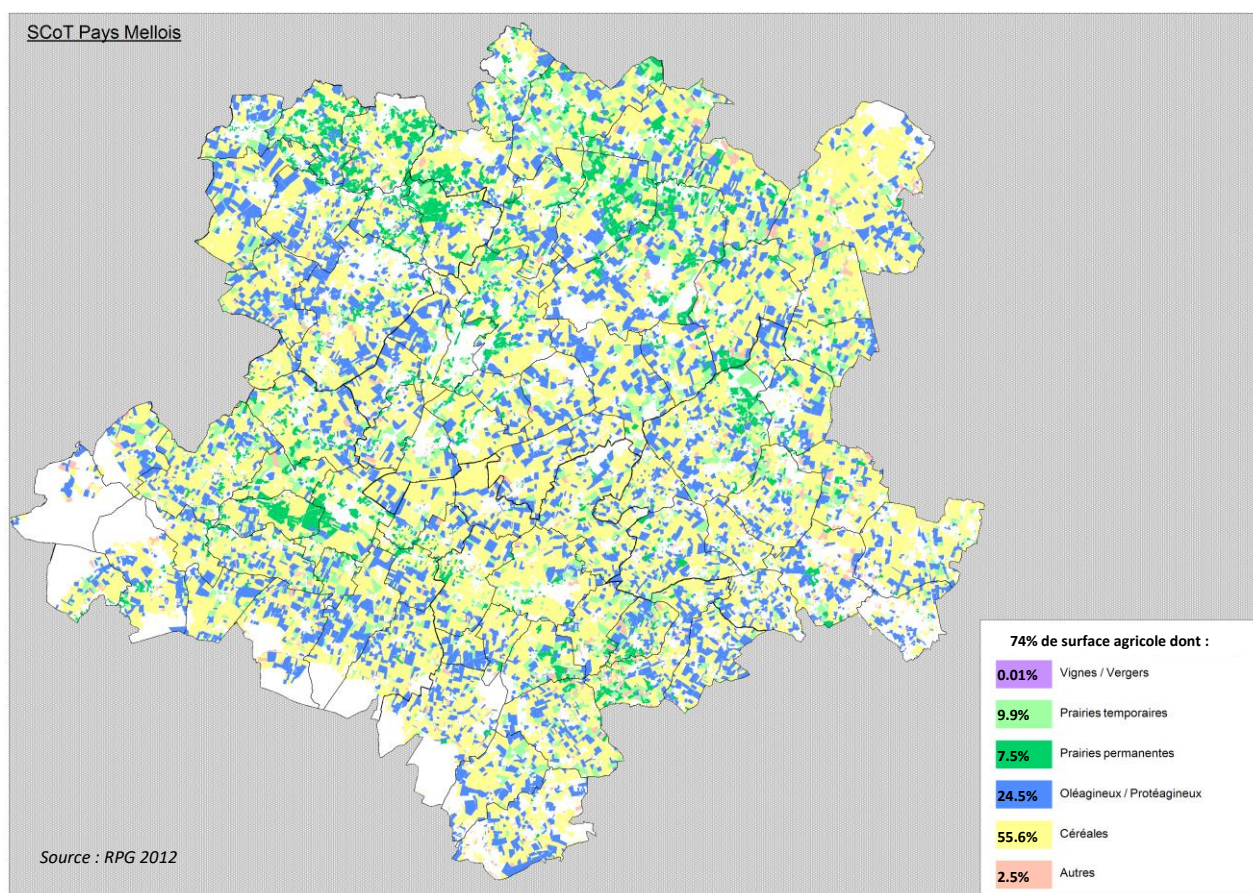 SCoT Pays Mellois
74% de surface agricole dont :
0.01% Vignes / Vergers
9.9% Prairies temporaires
7.5% Prairies permanentes
24.5% Oléagineux / Protéagineux
55.6% Céréales
2.5% Autres
Source : RPG 2012